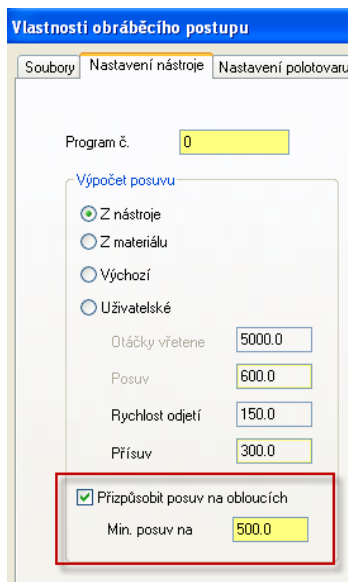 Vlastnosti obráběcího postupu
Soubory Nastavení nástroje Nastavení polotovaru
Program č. 0
Výpočet posuvu
Z nástroje
Z materiálu
Výchozí
Uživatelské
Otáčky vřetene 5000.0
Posuv 600.0
Rychlost odjetí 150.0
Přísuv 300.0
Přizpůsobit posuv na obloucích
Min. posuv na 500.0